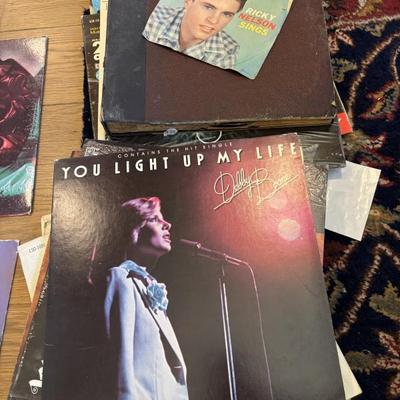 RICKY
NELSON
SINGS
CONTAINS THE HIT SINGLE
YOU LIGHT UP MY LIFE
Debby Boone